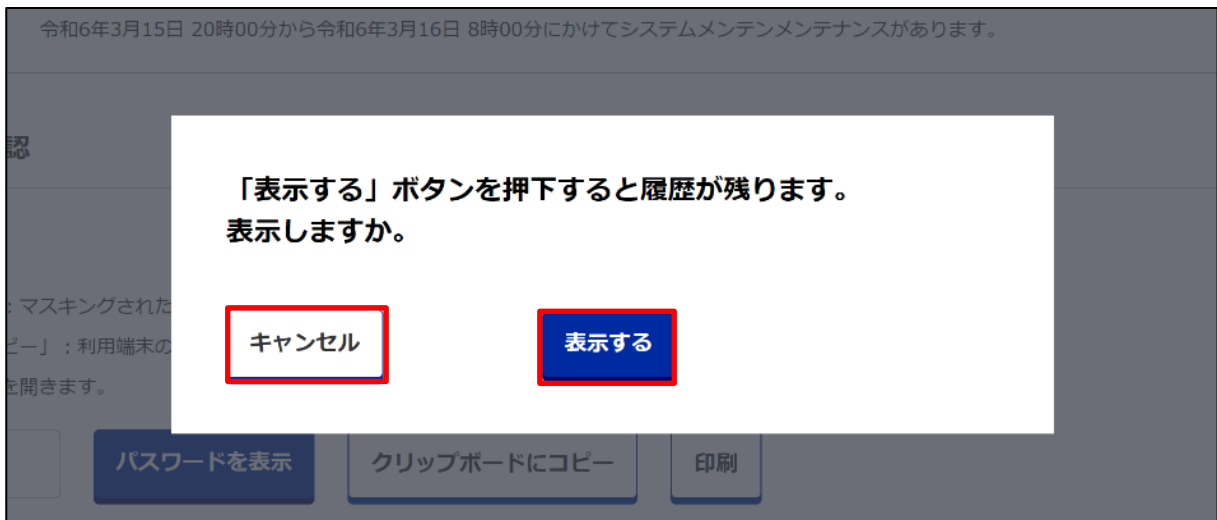 令和6年3月15日 20時00分から令和6年3月16日 8時00分にかけてシステムメンテンメンテナンスがあります。
認
「表示する」ボタンを押下すると履歴が残ります。
表示しますか。
：マスキングされた
キャンセル
表示する
ピー」：利用端末の
を開きます。
パスワードを表示
クリップボードにコピー
印刷